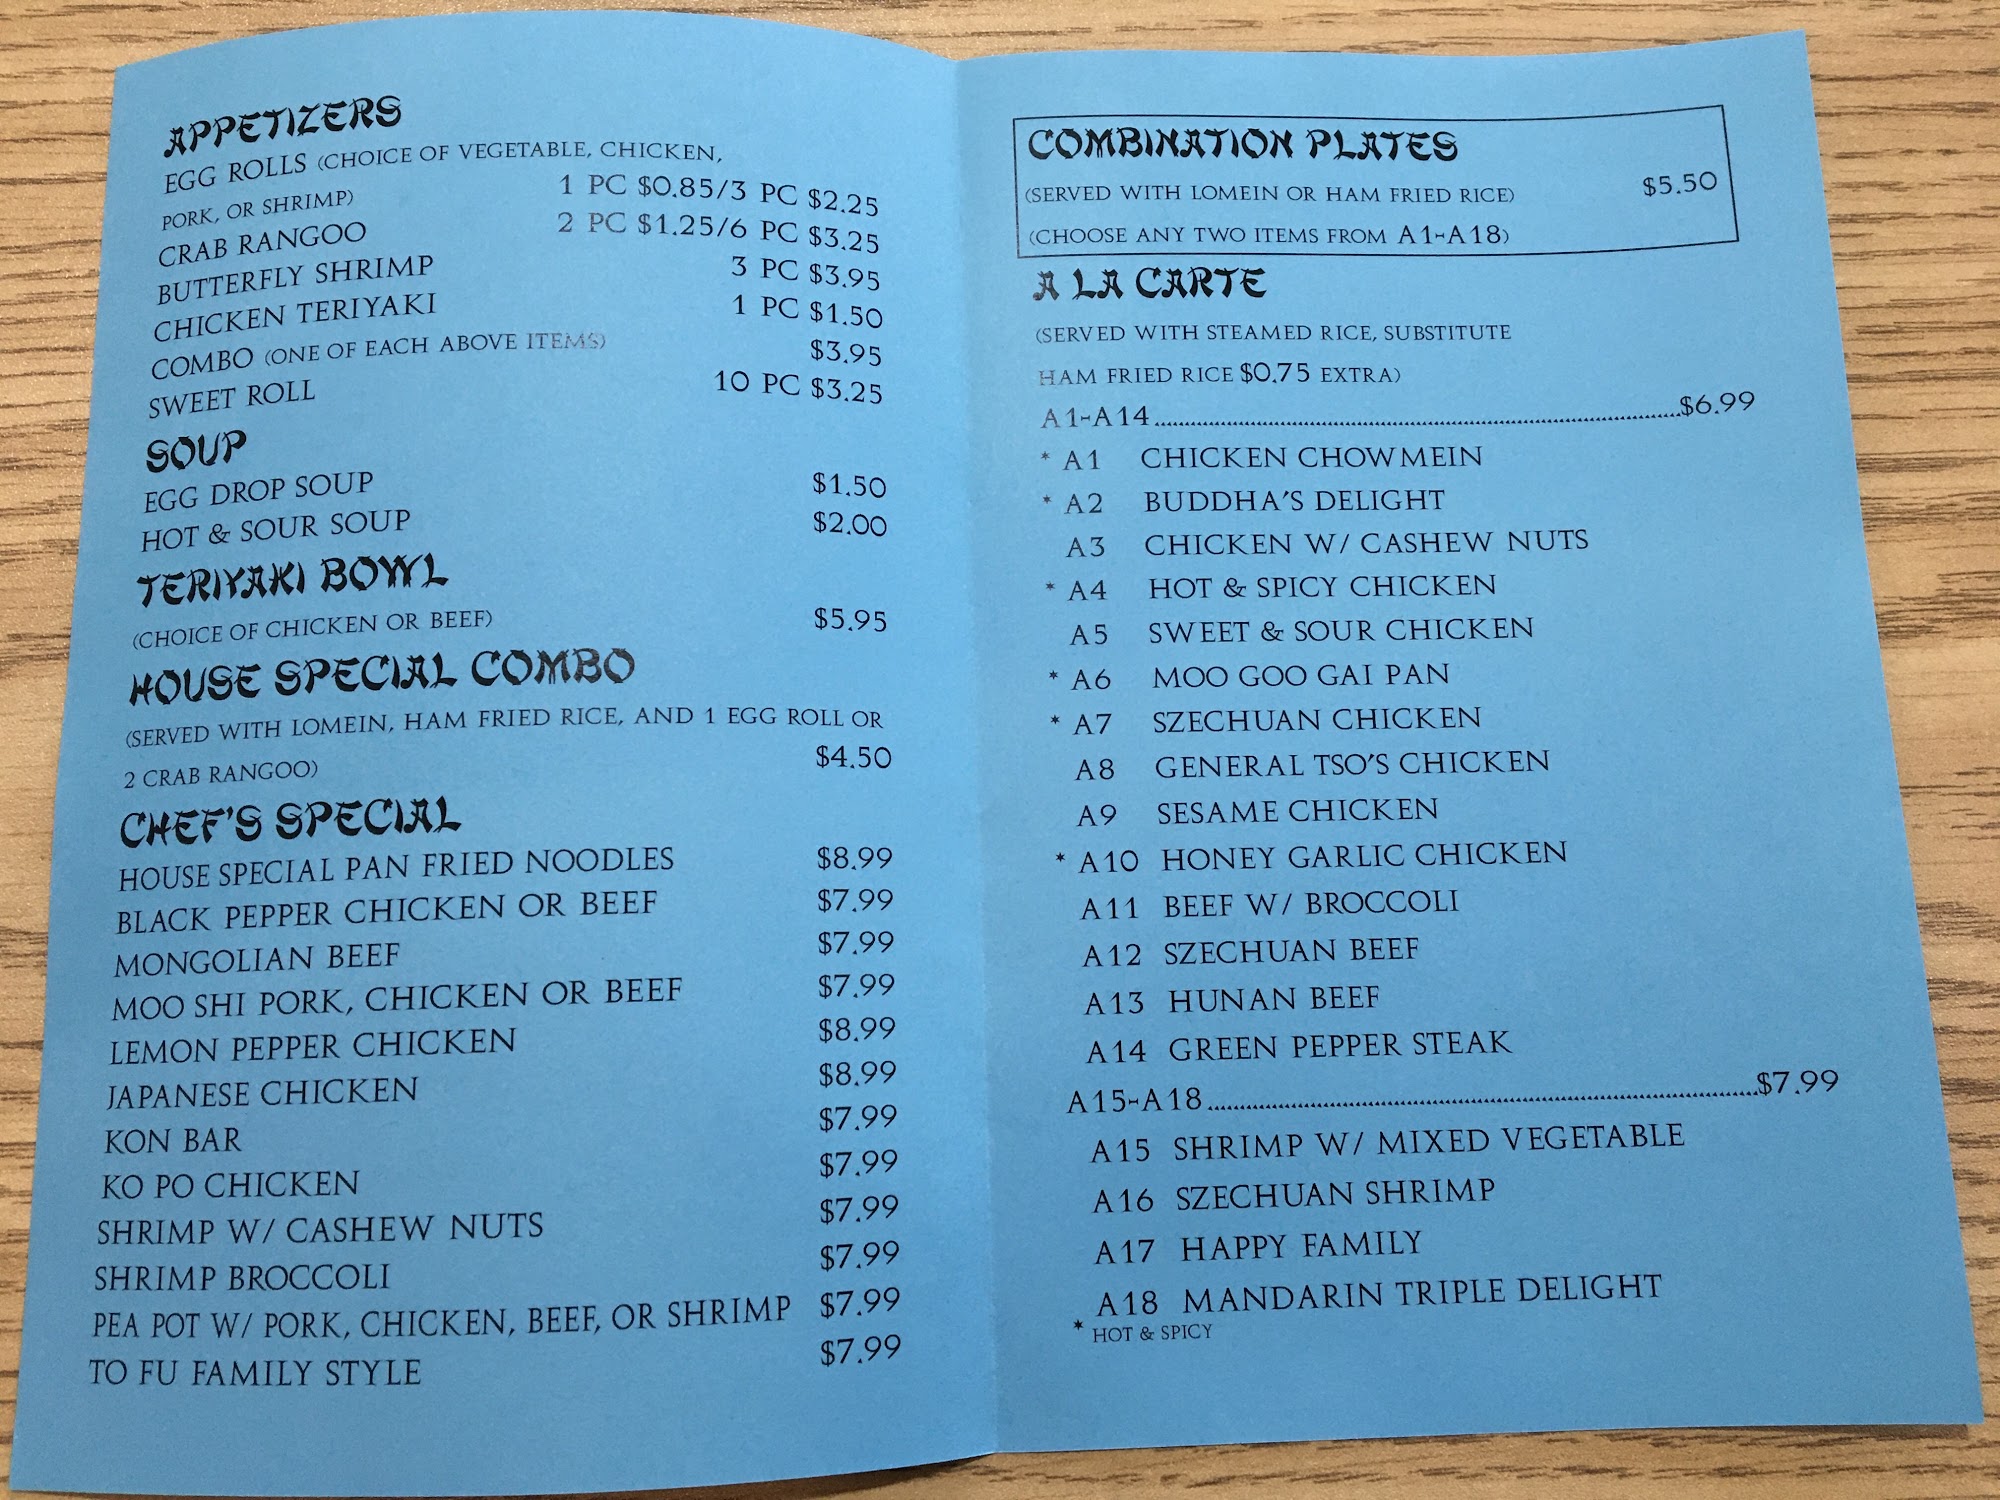 APPETIZERS
EGG ROLLS (CHOICE OF VEGETABLE, CHICKEN,
PORK, OR SHRIMP) 1 PC $0.85/3 PC $2.25
CRAB RANGOO 2 PC $1.25/6 PC $3.25
BUTTERFLY SHRIMP 3 PC $3.95
CHICKEN TERIYAKI 1 PC $1.50
COMBO (ONE OF EACH ABOVE ITEMS) $3.95
SWEET ROLL 10 PC $3.25
SOUP
EGG DROP SOUP $1.50
HOT & SOUR SOUP $2.00
TERIYAKI BOWL
(CHOICE OF CHICKEN OR BEEF) $5.95
HOUSE SPECIAL COMBO
(SERVED WITH LOMEIN, HAM FRIED RICE, AND 1 EGG ROLL OR
2 CRAB RANGOO) $4.50
CHEF'S SPECIAL
HOUSE SPECIAL PAN FRIED NOODLES $8.99
BLACK PEPPER CHICKEN OR BEEF $7.99
MONGOLIAN BEEF $7.99
MOO SHI PORK, CHICKEN OR BEEF $7.99
LEMON PEPPER CHICKEN $8.99
JAPANESE CHICKEN $8.99
KON BAR $7.99
KO PO CHICKEN $7.99
SHRIMP W/ CASHEW NUTS $7.99
SHRIMP BROCCOLI $7.99
PEA POT W/ PORK, CHICKEN, BEEF, OR SHRIMP $7.99
TO FU FAMILY STYLE $7.99
COMBINATION PLATES
(SERVED WITH LOMEIN OR HAM FRIED RICE) $5.50
(CHOOSE ANY TWO ITEMS FROM A1-A18)
A LA CARTE
(SERVED WITH STEAMED RICE, SUBSTITUTE
HAM FRIED RICE $0.75 EXTRA)
A1-A14 $6.99
* A1 CHICKEN CHOWMEIN
* A2 BUDDHA'S DELIGHT
A3 CHICKEN W/ CASHEW NUTS
* A4 HOT & SPICY CHICKEN
A5 SWEET & SOUR CHICKEN
* A6 MOO GOO GAI PAN
* A7 SZECHUAN CHICKEN
A8 GENERAL TSO'S CHICKEN
A9 SESAME CHICKEN
* A10 HONEY GARLIC CHICKEN
A11 BEEF W/ BROCCOLI
A12 SZECHUAN BEEF
A13 HUNAN BEEF
A14 GREEN PEPPER STEAK
A15-A18 $7.99
A15 SHRIMP W/ MIXED VEGETABLE
A16 SZECHUAN SHRIMP
A17 HAPPY FAMILY
A18 MANDARIN TRIPLE DELIGHT
* HOT & SPICY